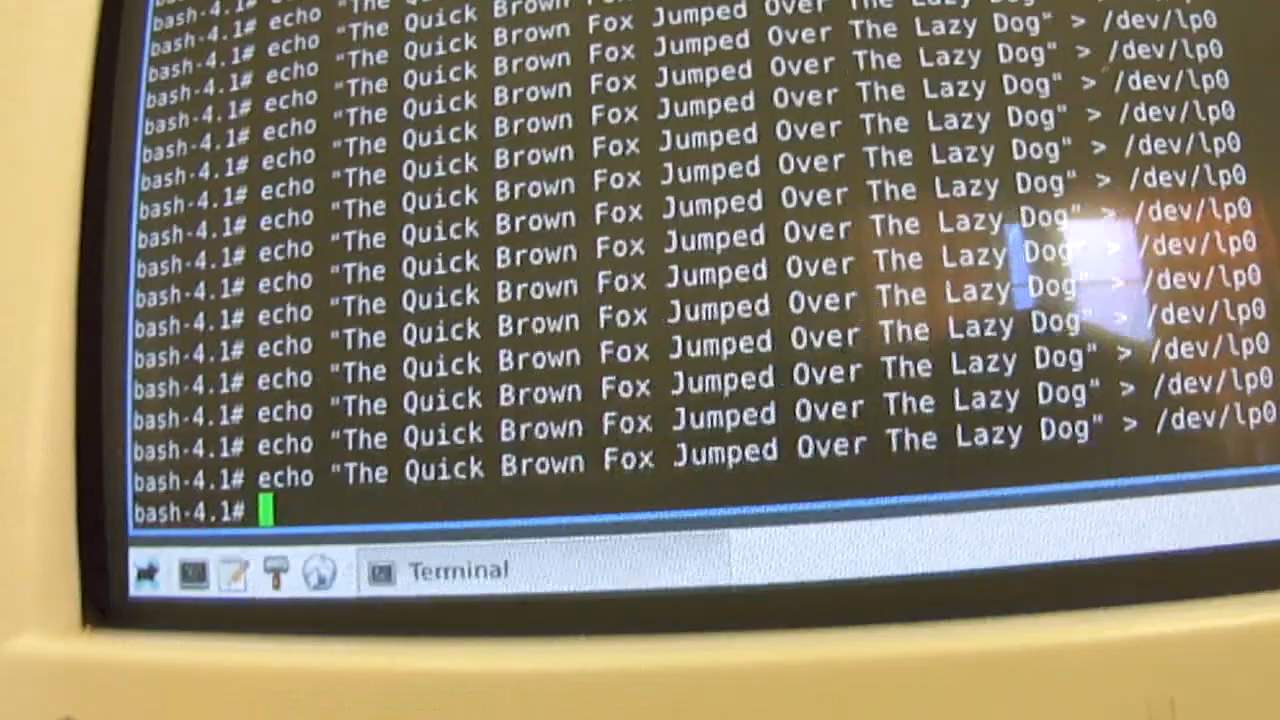 bash-4.1# echo "The
bash-4.1# echo "The Quick Brown
bash-4.1# echo "The Quick Brown Fox Jumped Over
bash-4.1# echo "The Quick Brown Fox Jumped Over The Lazy Dog" > /dev/lp0
bash-4.1# echo "The Quick Brown Fox Jumped Over The Lazy Dog" > /dev/lp0
bash-4.1# echo "The Quick Brown Fox Jumped Over The Lazy Dog" > /dev/lp0
bash-4.1# echo "The Quick Brown Fox Jumped Over The Lazy Dog" > /dev/lp0
bash-4.1# echo "The Quick Brown Fox Jumped Over The Lazy Dog" > /dev/lp0
bash-4.1# echo "The Quick Brown Fox Jumped Over The Lazy Dog" > /dev/lp0
bash-4.1# echo "The Quick Brown Fox Jumped Over The Lazy Dog" > /dev/lp0
bash-4.1# echo "The Quick Brown Fox Jumped Over The Lazy Dog" > /dev/lp0
bash-4.1# echo "The Quick Brown Fox Jumped Over The Lazy Dog" > /dev/lp0
bash-4.1# echo "The Quick Brown Fox Jumped Over The Lazy Dog" > /dev/lp0
bash-4.1# echo "The Quick Brown Fox Jumped Over The Lazy Dog" > /dev/lp0
bash-4.1# echo "The Quick Brown Fox Jumped Over The Lazy Dog" > /dev/lp0
bash-4.1# echo "The Quick Brown Fox Jumped Over The Lazy Dog" > /dev/lp0
bash-4.1#
Terminal